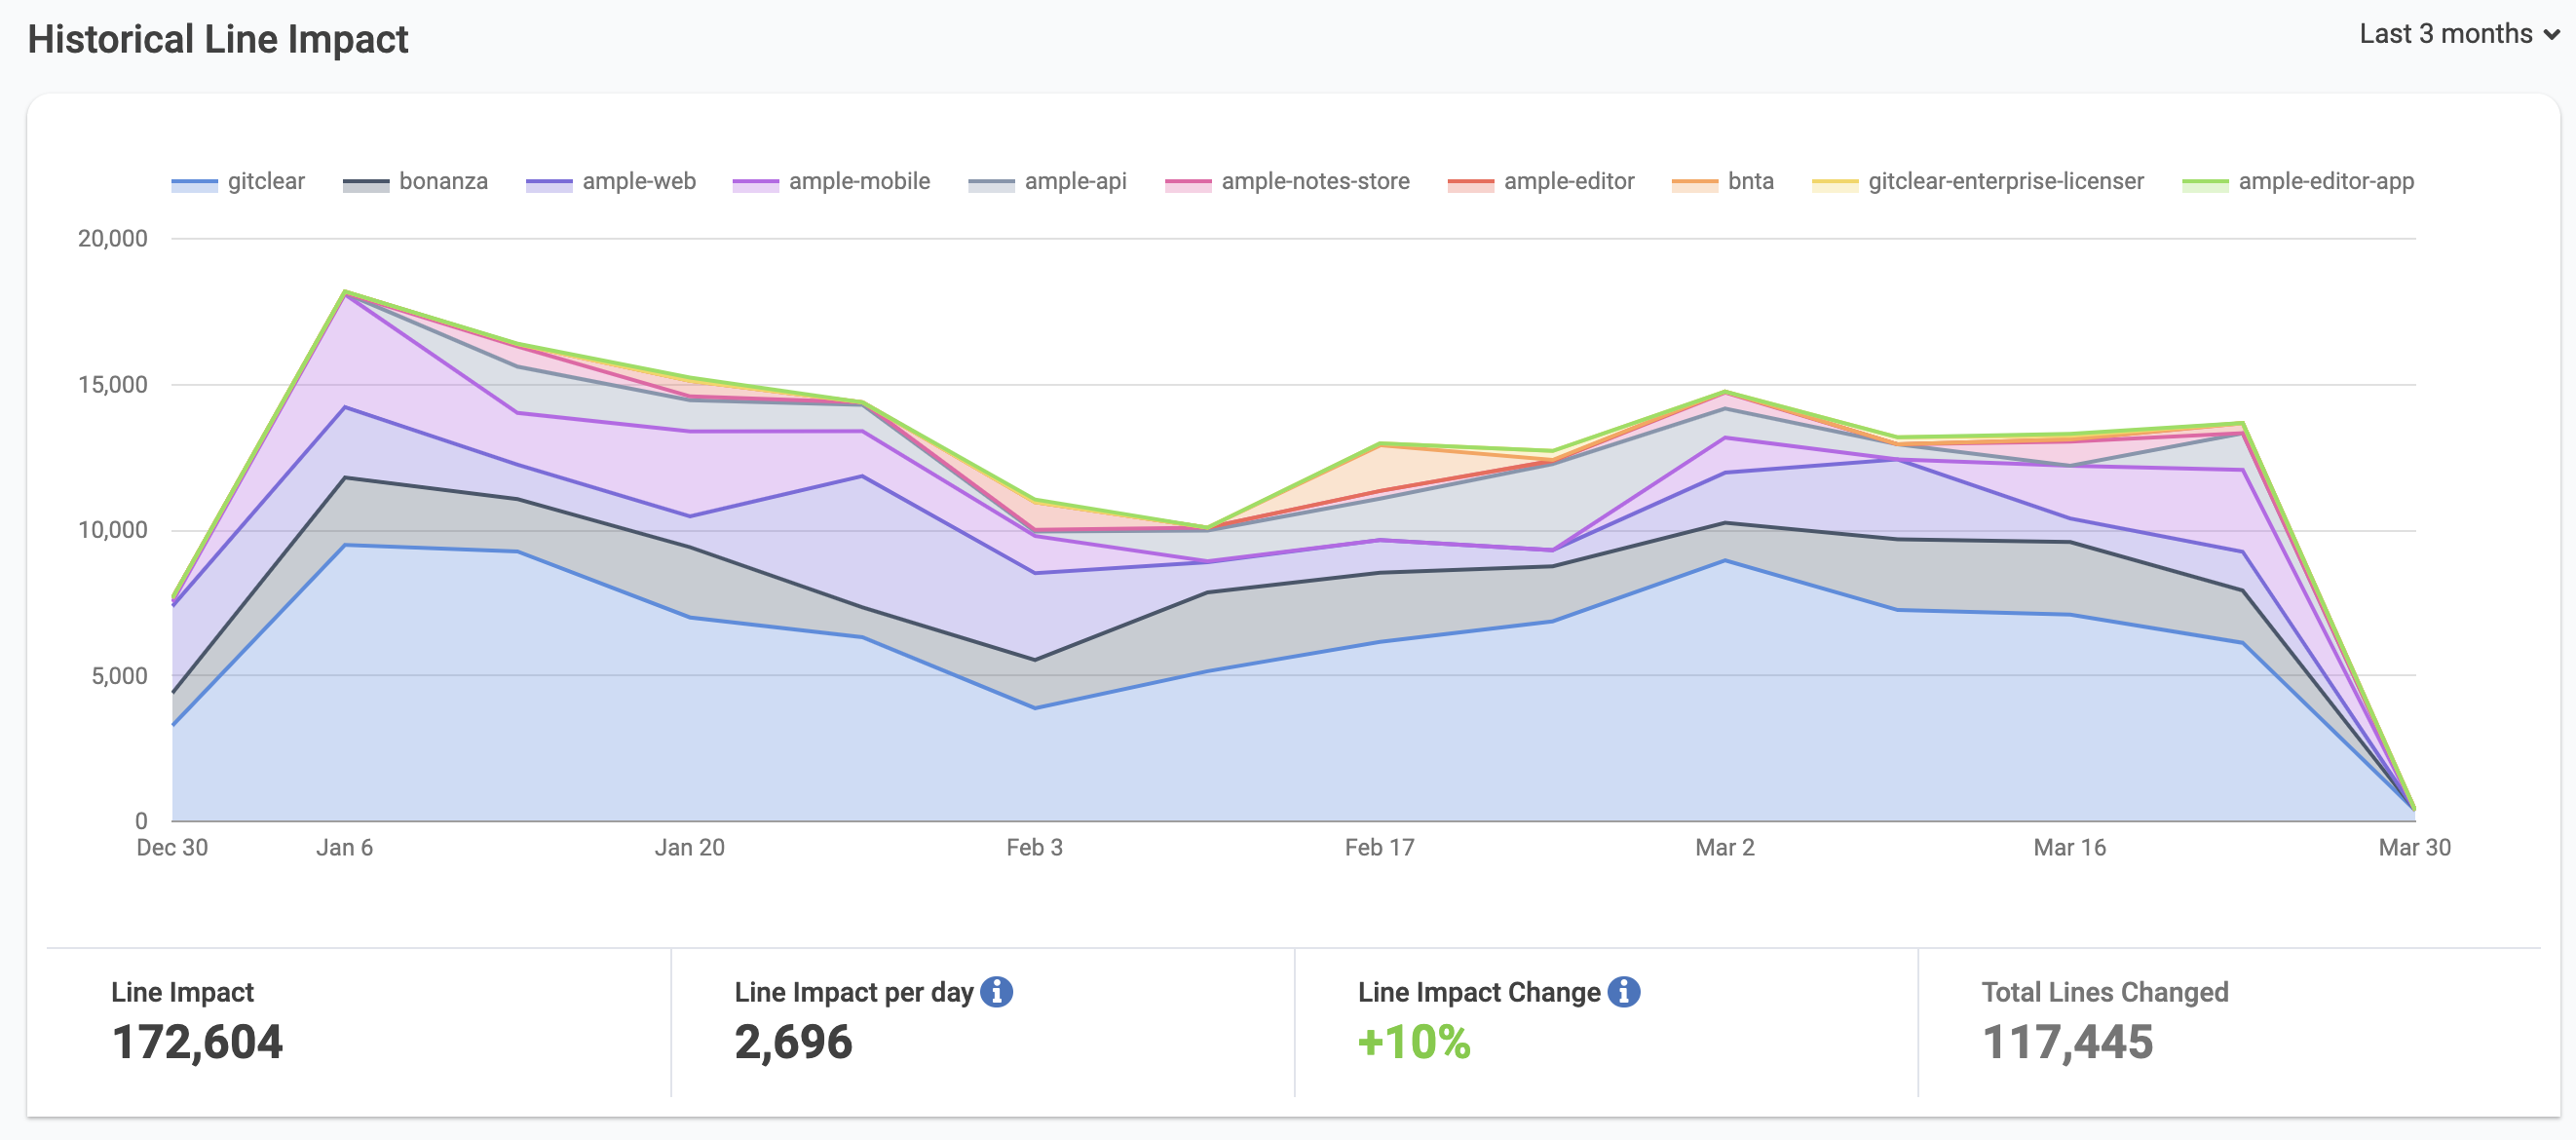 Historical Line Impact
Last 3 months
gitclear bonanza ample-web ample-mobile ample-api ample-notes-store ample-editor bnta gitclear-enterprise-licenser ample-editor-app
20,000
15,000
10,000
5,000
0
Dec 30 Jan 6 Jan 20 Feb 3 Feb 17 Mar 2 Mar 16 Mar 30
Line Impact
172,604
Line Impact per day
2,696
Line Impact Change
+10%
Total Lines Changed
117,445